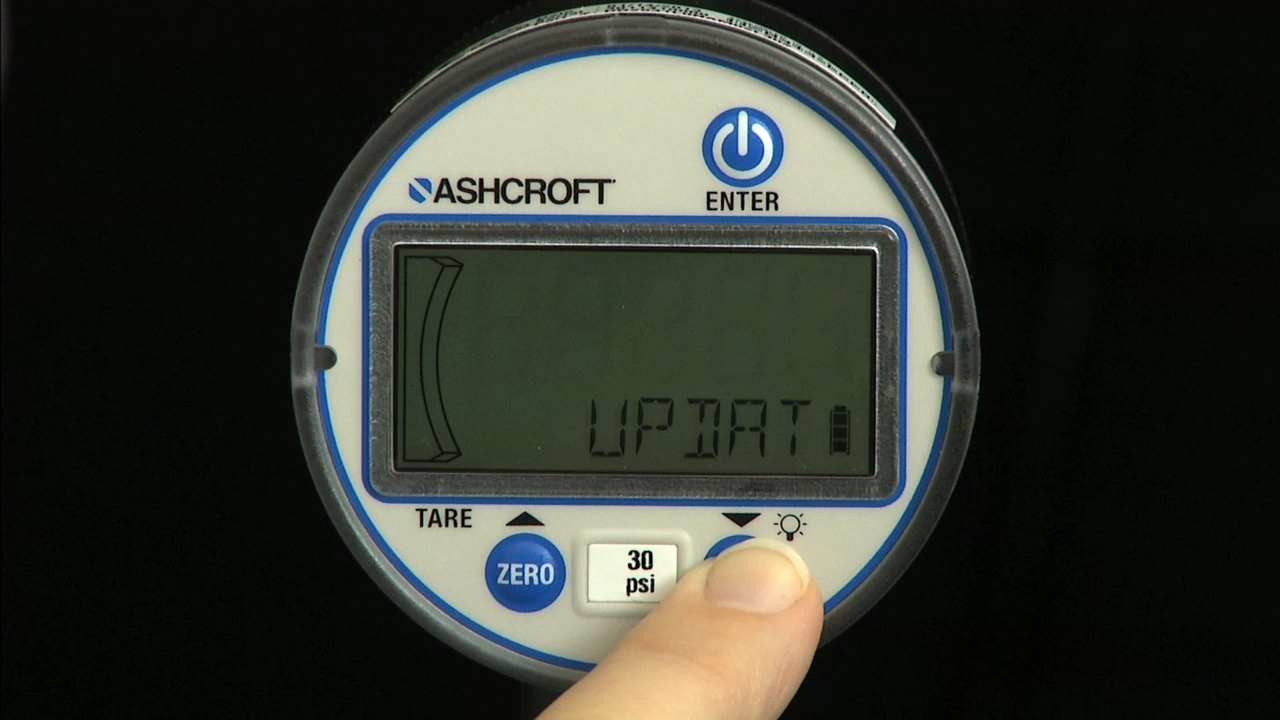 ASHCROFT
ENTER
UPDAT
TARE
ZERO
30
psi